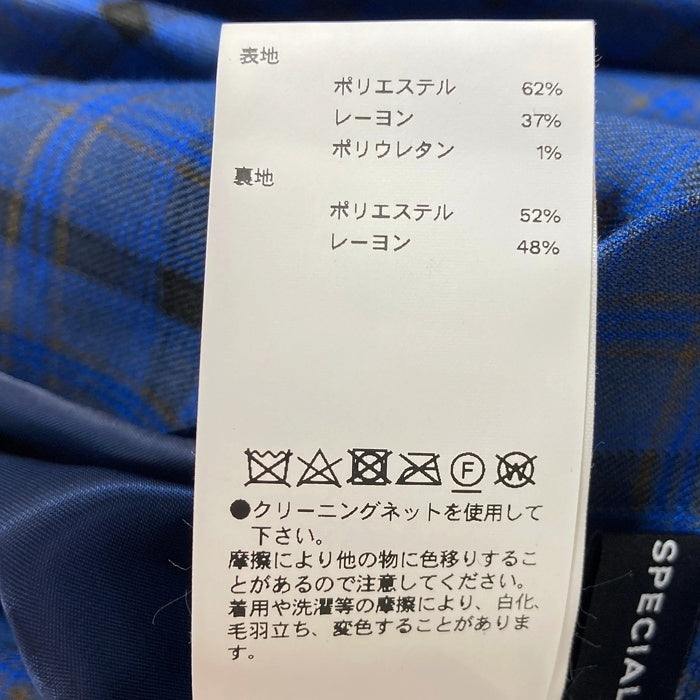 表地
ポリエステル 62%
レーヨン 37%
ポリウレタン 1%
裏地
ポリエステル 52%
レーヨン 48%
F
W
●クリーニングネットを使用して
下さい。
摩擦により他の物に色移りするこ
とがあるので注意してください。
着用や洗濯等の摩擦により、白化、
毛羽立ち、変色することがありま
す。
SPECIA